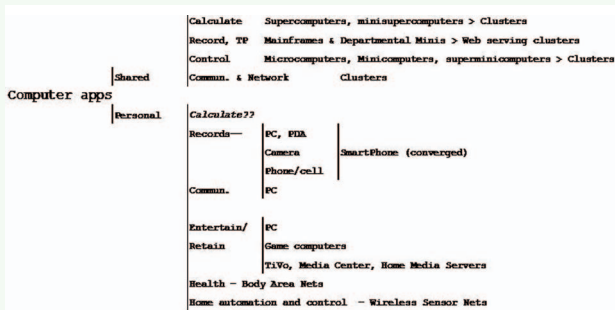 Calculate Supercomputers, minisupercomputers > Clusters
Record, TP Mainframes & Departmental Minis > Web serving clusters
Control Microcomputers, Minicomputers, superminicomputers > Clusters
Shared Commun. & Network Clusters
Computer apps
Personal Calculate??
Records— PC, PDA
Camera SmartPhone (converged)
Phone/cell
Commun. PC
Entertain/ PC
Retain Game computers
TiVo, Media Center, Home Media Servers
Health - Body Area Nets
Home automation and control - Wireless Sensor Nets